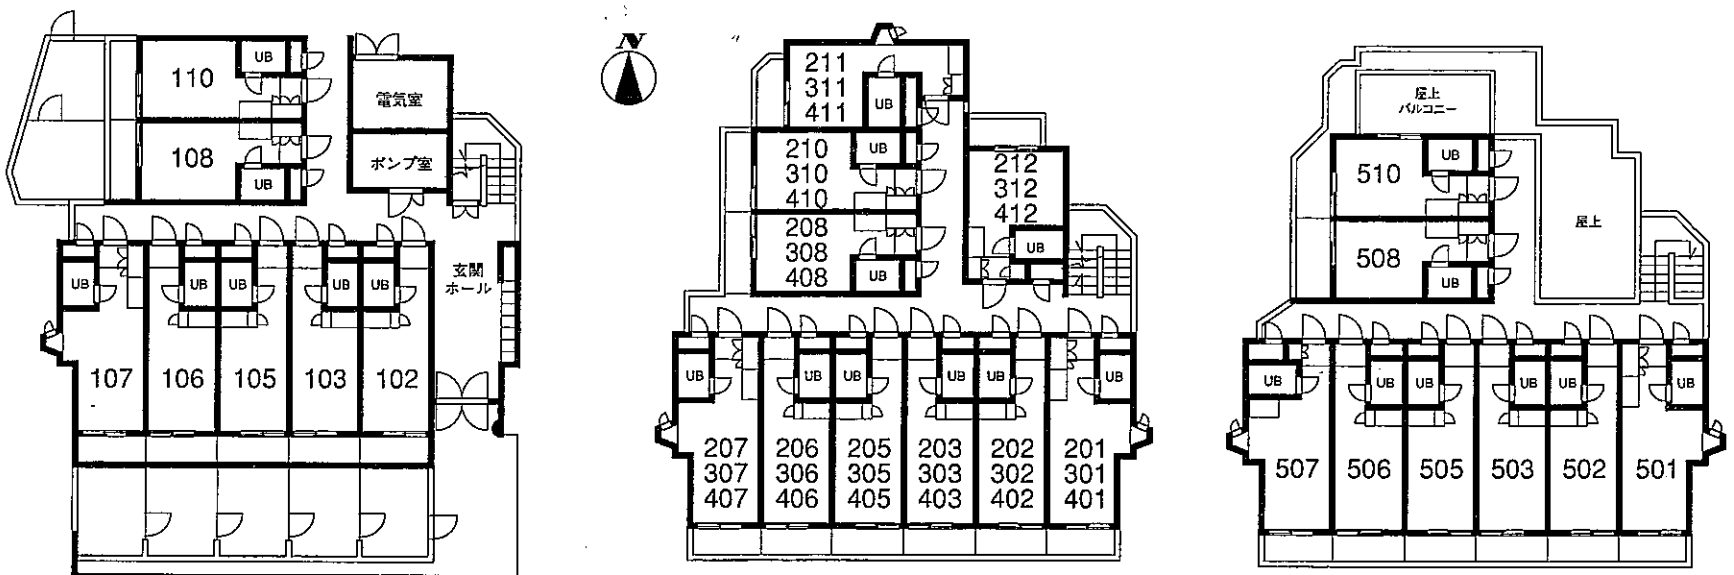 UB
110
108
UB
電気室
ポンプ室
玄関
ホール
UB
UB
UB
UB
UB
107
106
105
103
102
N
211
311
411
UB
210
310
410
UB
208
308
408
UB
212
312
412
UB
UB
UB
UB
UB
UB
UB
207
307
407
206
306
406
205
305
405
203
303
403
202
302
402
201
301
401
屋上
バルコニー
510
UB
508
UB
屋上
UB
UB
UB
UB
UB
UB
507
506
505
503
502
501